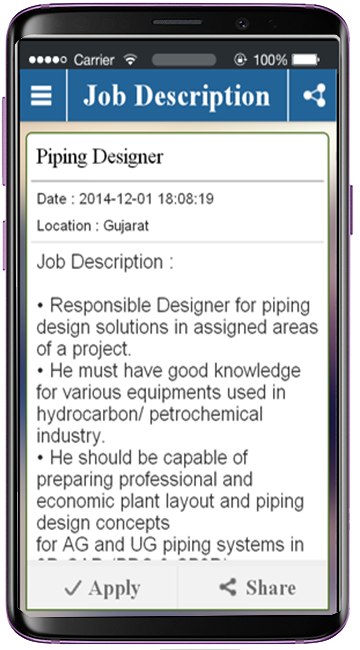 Carrier 100%
Job Description
Piping Designer
Date : 2014-12-01 18:08:19
Location : Gujarat
Job Description :
• Responsible Designer for piping
design solutions in assigned areas
of a project.
• He must have good knowledge
for various equipments used in
hydrocarbon/ petrochemical
industry.
• He should be capable of
preparing professional and
economic plant layout and piping
design concepts
for AG and UG piping systems in
Apply Share